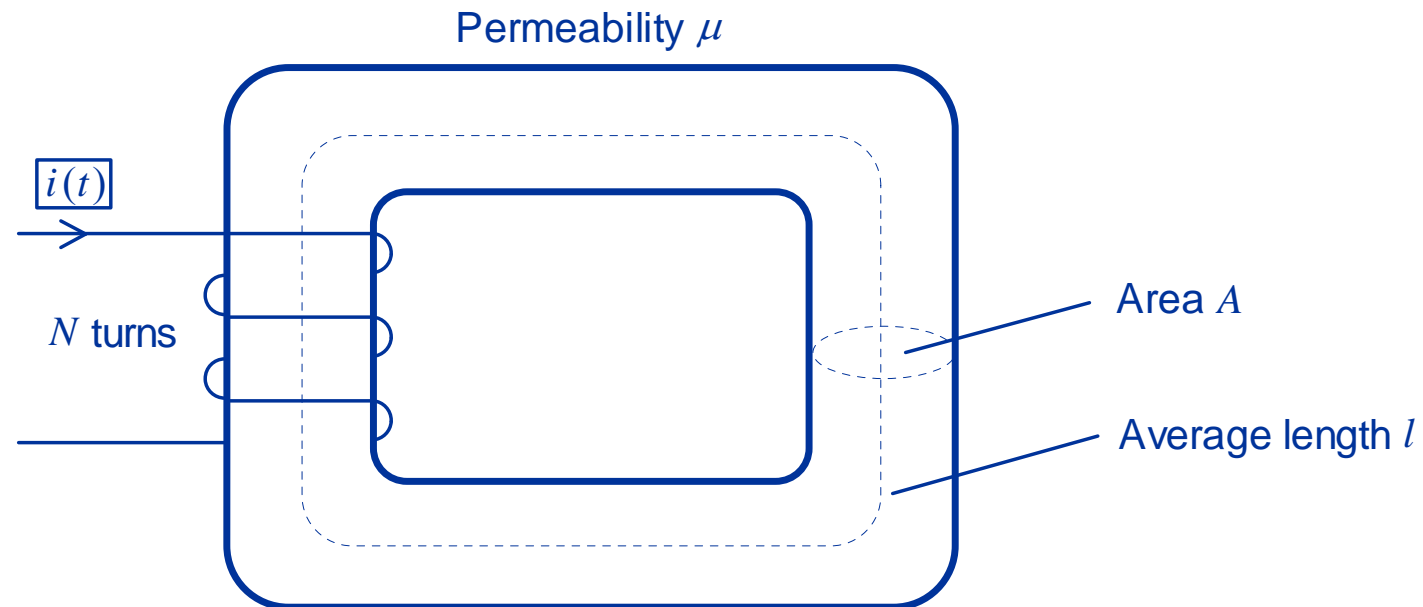 Permeability μ
i(t)
N turns
Area A
Average length l